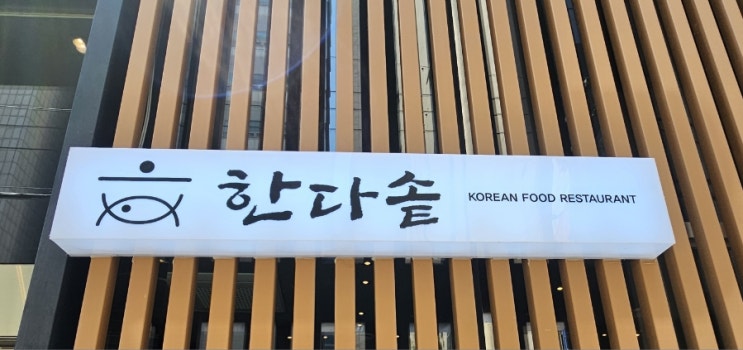 한다솥 KOREAN FOOD RESTAURANT